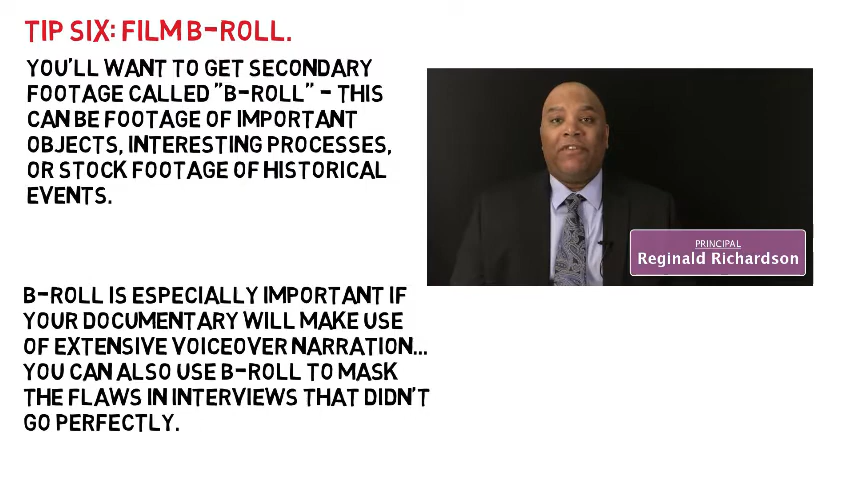 TIP SIX: FILM B-ROLL.
YOU'LL WANT TO GET SECONDARY
FOOTAGE CALLED "B-ROLL" - THIS
CAN BE FOOTAGE OF IMPORTANT
OBJECTS, INTERESTING PROCESSES,
OR STOCK FOOTAGE OF HISTORICAL
EVENTS.
PRINCIPAL
Reginald Richardson
B-ROLL IS ESPECIALLY IMPORTANT IF
YOUR DOCUMENTARY WILL MAKE USE
OF EXTENSIVE VOICEOVER NARRATION...
YOU CAN ALSO USE B-ROLL TO MASK
THE FLAWS IN INTERVIEWS THAT DIDN'T
GO PERFECTLY.